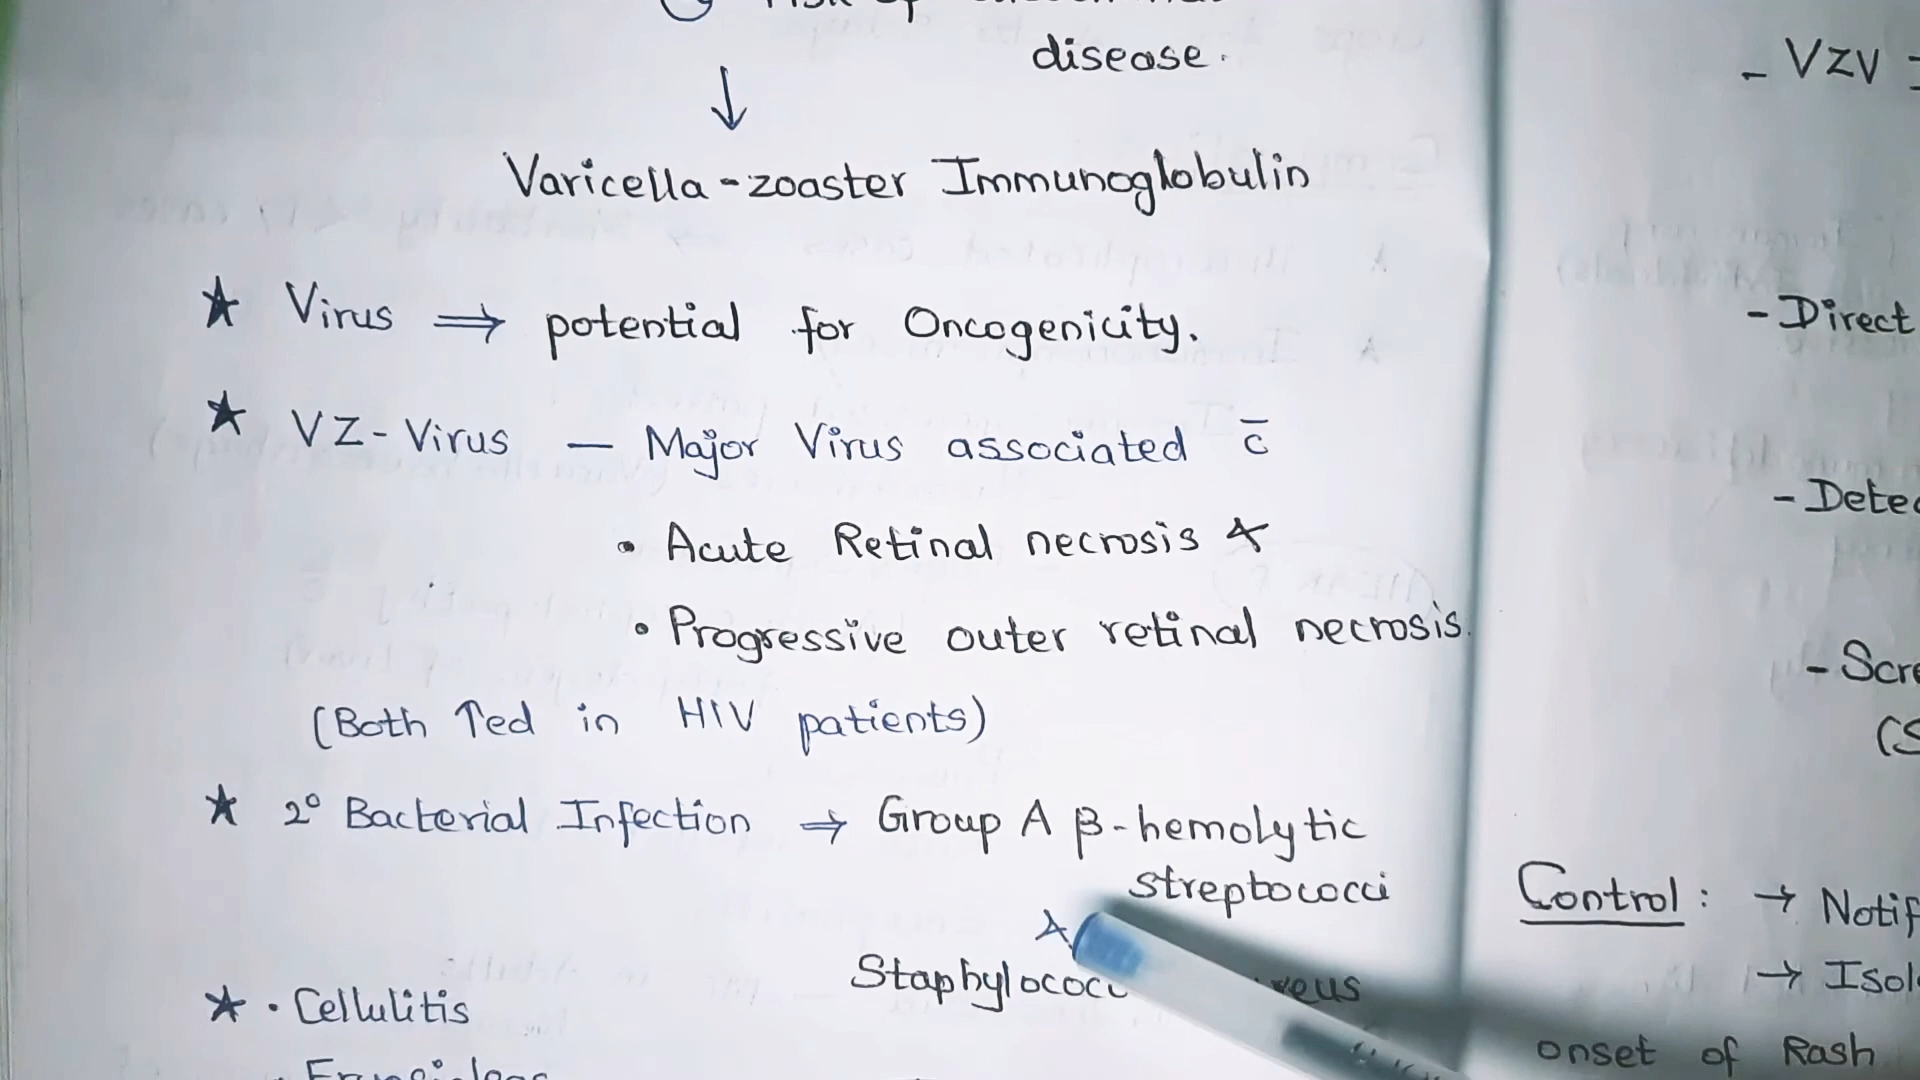 disease.
↓
Varicella-zoaster Immunoglobulin
★ Virus ⇒ potential for Oncogenicity.
★ VZ-Virus — Major Virus associated c̄
• Acute Retinal necrosis &
• Progressive outer retinal necrosis.
(Both ↑ed in HIV patients)
★ 2° Bacterial Infection ⇒ Group A β-hemolytic
streptococci
&
★ • Cellulitis
- VZV
- Direct
Control: →
→
onset of Rash